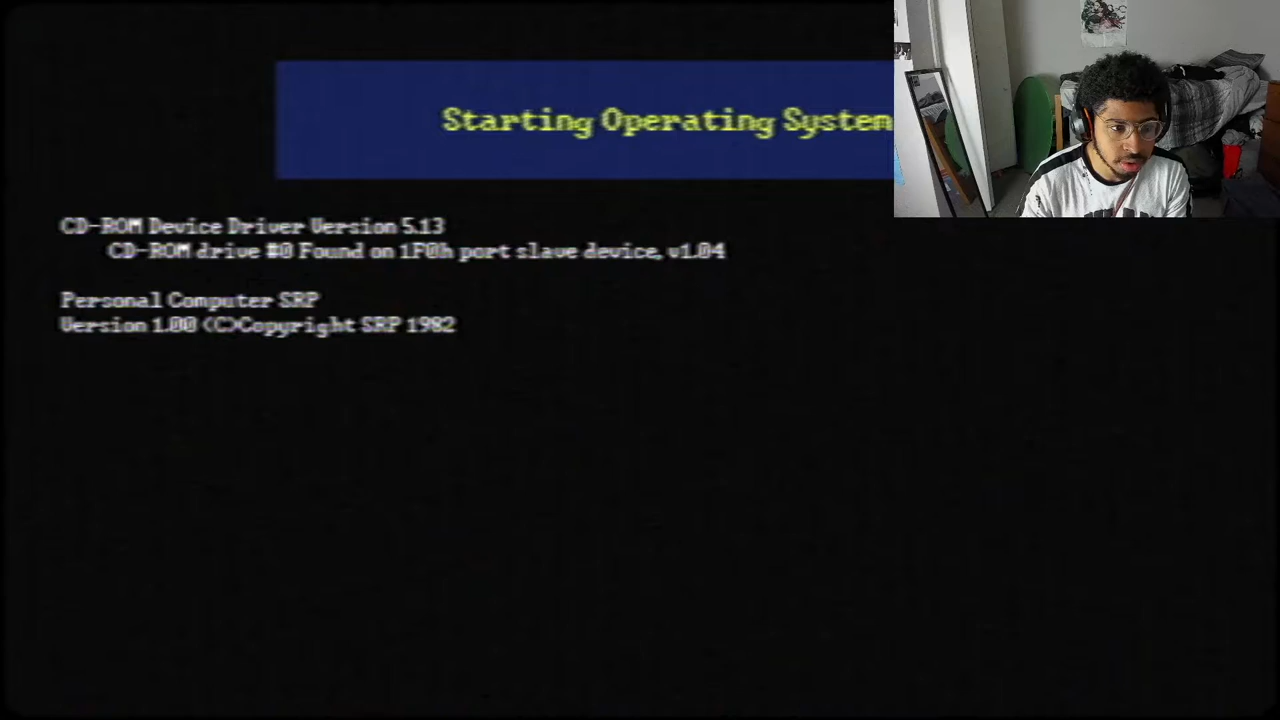 Starting Operating System
CD-ROM Device Driver Version 5.13
CD-ROM drive #0 Found on 1F0h port slave device, v1.04
Personal Computer SRP
Version 1.00 (C)Copyright SRP 1982